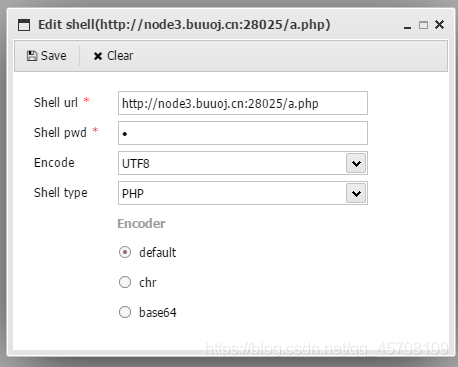 Edit shell(http://node3.buuoj.cn:28025/a.php)
Save Clear
Shell url * http://node3.buuoj.cn:28025/a.php
Shell pwd * •
Encode UTF8
Shell type PHP
Encoder
default
chr
base64
https://blog.csdn.net/qq_45708109